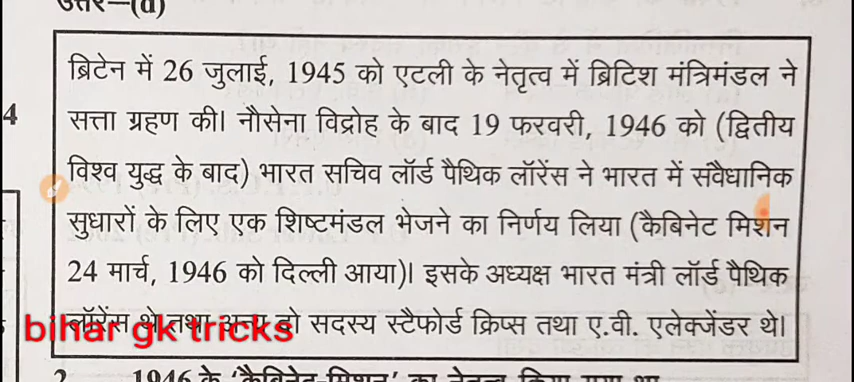 उत्तर—(d)
ब्रिटेन में 26 जुलाई, 1945 को एटली के नेतृत्व में ब्रिटिश मंत्रिमंडल ने
4
सत्ता ग्रहण की। नौसेना विद्रोह के बाद 19 फरवरी, 1946 को (द्वितीय
विश्व युद्ध के बाद) भारत सचिव लॉर्ड पैथिक लॉरेंस ने भारत में संवैधानिक
सुधारों के लिए एक शिष्टमंडल भेजने का निर्णय लिया (कैबिनेट मिशन
24 मार्च, 1946 को दिल्ली आया)। इसके अध्यक्ष भारत मंत्री लॉर्ड पैथिक
लॉरेंस थे तथा अन्य दो सदस्य स्टैफोर्ड क्रिप्स तथा ए.वी. एलेक्जेंडर थे।
bihar gk tricks
2. 1946 के 'कैबिनेट-मिशन' का नेतृत्व किया गया था